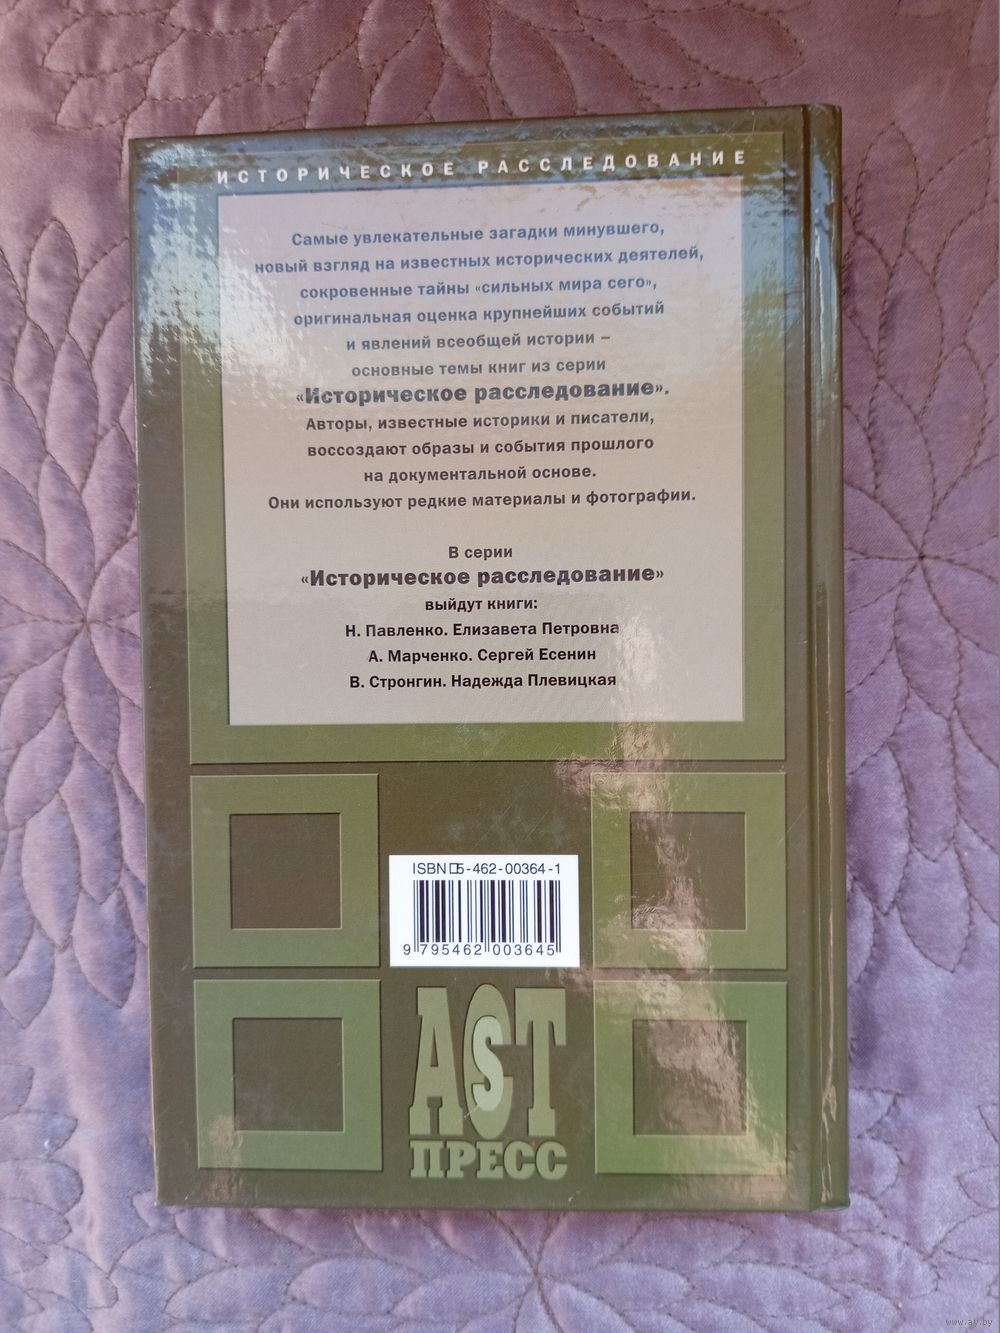 ИСТОРИЧЕСКОЕ РАССЛЕДОВАНИЕ
Самые увлекательные загадки минувшего,
новый взгляд на известных исторических деятелей,
сокровенные тайны «сильных мира сего»,
оригинальная оценка крупнейших событий
и явлений всеобщей истории –
основные темы книг из серии
«Историческое расследование».
Авторы, известные историки и писатели,
воссоздают образы и события прошлого
на документальной основе.
Они используют редкие материалы и фотографии.
В серии
«Историческое расследование»
выйдут книги:
Н. Павленко. Елизавета Петровна
А. Марченко. Сергей Есенин
В. Стронгин. Надежда Плевицкая
ISBN□5-462-00364-1
9 795462 003645
AST
ПРЕСС
www.ay.by